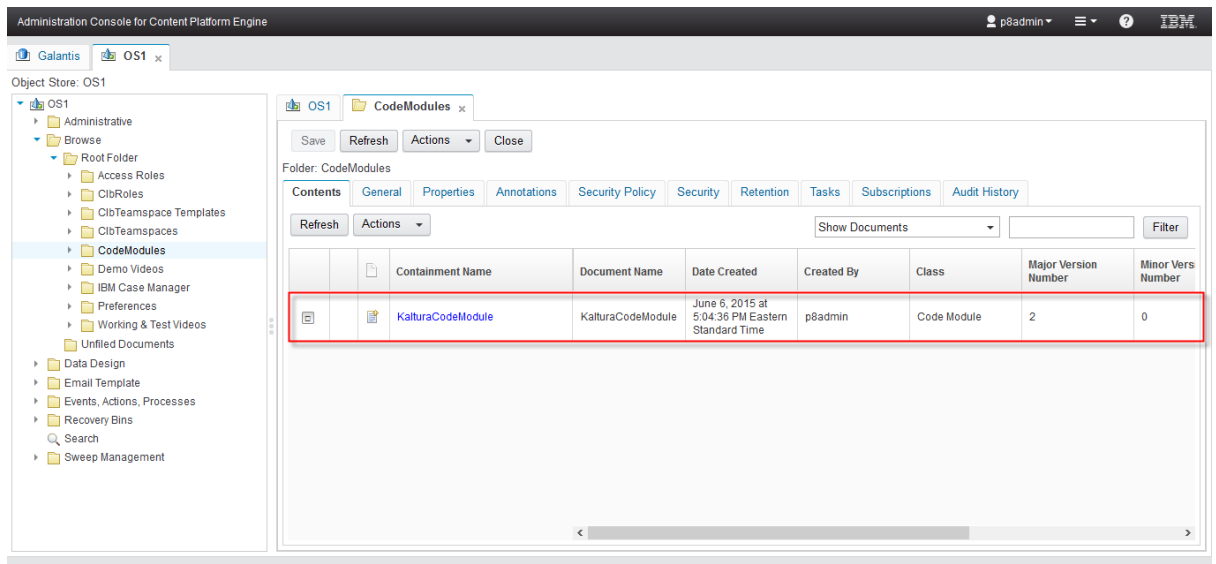 Administration Console for Content Platform Engine
p8admin
IBM
Galantis
OS1
Object Store: OS1
OS1
Administrative
Browse
Root Folder
Access Roles
ClbRoles
ClbTeamspace Templates
ClbTeamspaces
CodeModules
Demo Videos
IBM Case Manager
Preferences
Working & Test Videos
Unfiled Documents
Data Design
Email Template
Events, Actions, Processes
Recovery Bins
Search
Sweep Management
OS1 CodeModules
Save Refresh Actions Close
Folder: CodeModules
Contents General Properties Annotations Security Policy Security Retention Tasks Subscriptions Audit History
Refresh Actions Show Documents Filter
Containment Name Document Name Date Created Created By Class Major Version Number Minor Versi Number
KalturaCodeModule KalturaCodeModule June 6, 2015 at 5:04:36 PM Eastern Standard Time p8admin Code Module 2 0